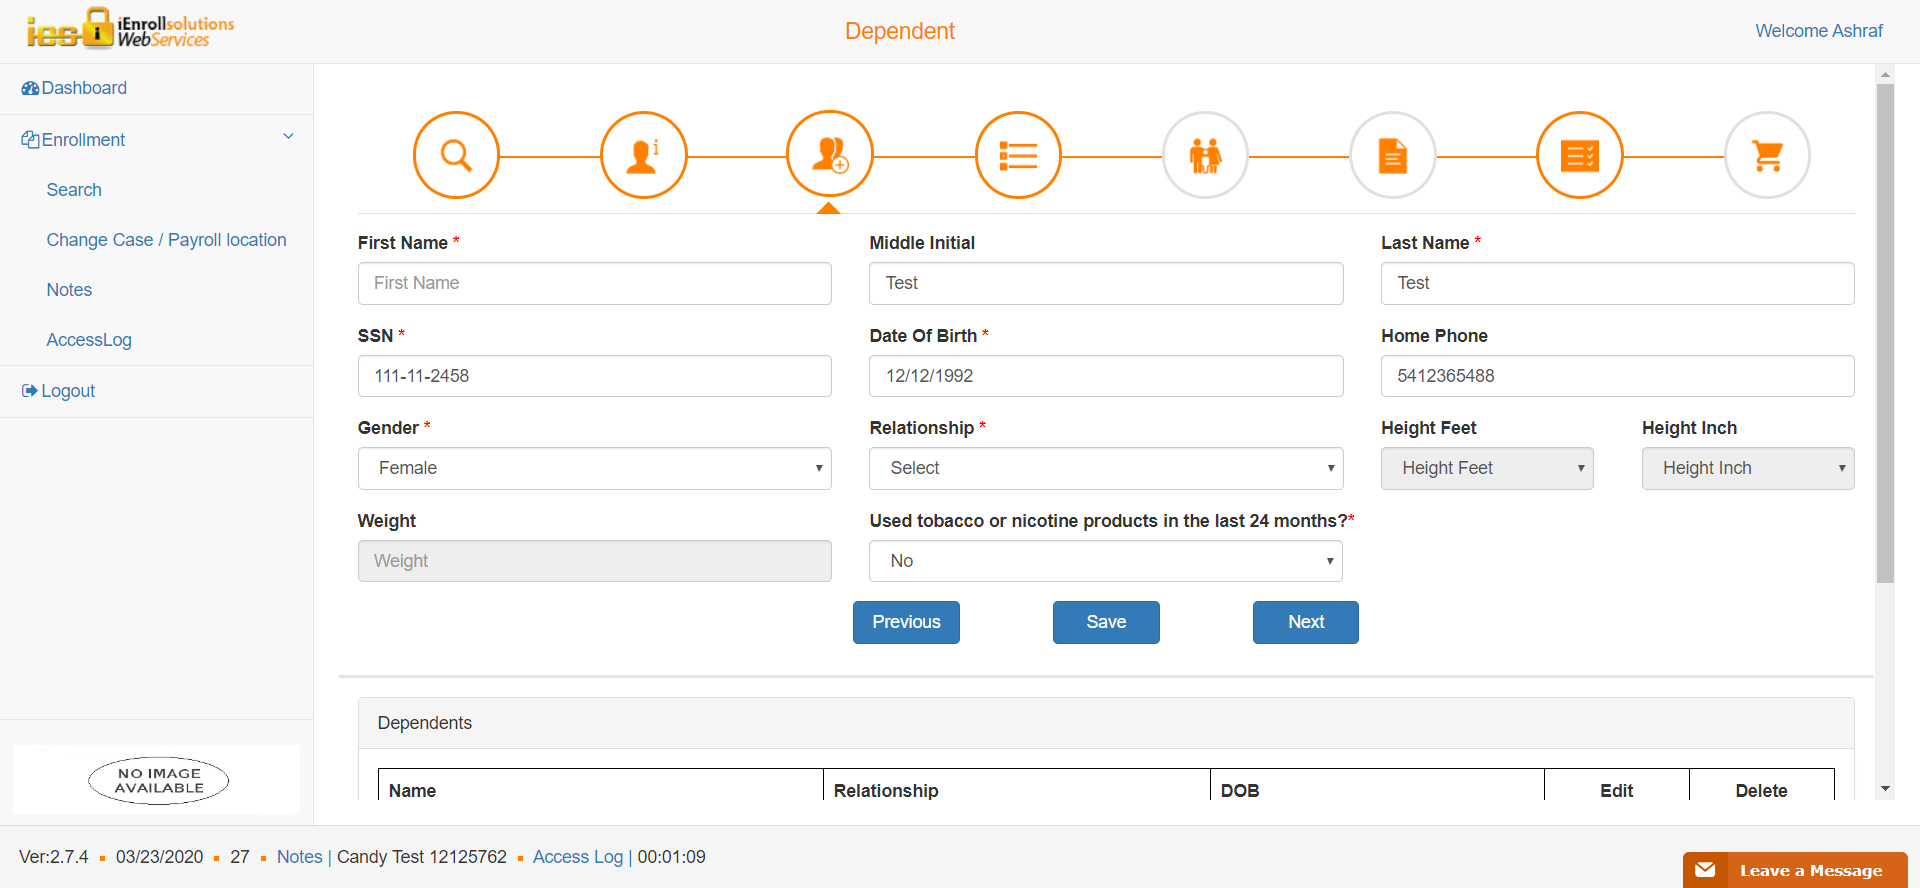 ies iEnrollsolutions
WebServices
Dependent
Welcome Ashraf
Dashboard
Enrollment
Search
Change Case / Payroll location
Notes
AccessLog
Logout
First Name *
Middle Initial
Last Name *
First Name
Test
Test
SSN *
Date Of Birth *
Home Phone
111-11-2458
12/12/1992
5412365488
Gender *
Relationship *
Height Feet
Height Inch
Female
Select
Height Feet
Height Inch
Weight
Used tobacco or nicotine products in the last 24 months?*
Weight
No
Previous
Save
Next
Dependents
Name
Relationship
DOB
Edit
Delete
NO IMAGE
AVAILABLE
Ver:2.7.4 ▪ 03/23/2020 ▪ 27 ▪ Notes | Candy Test 12125762 ▪ Access Log | 00:01:09
Leave a Message